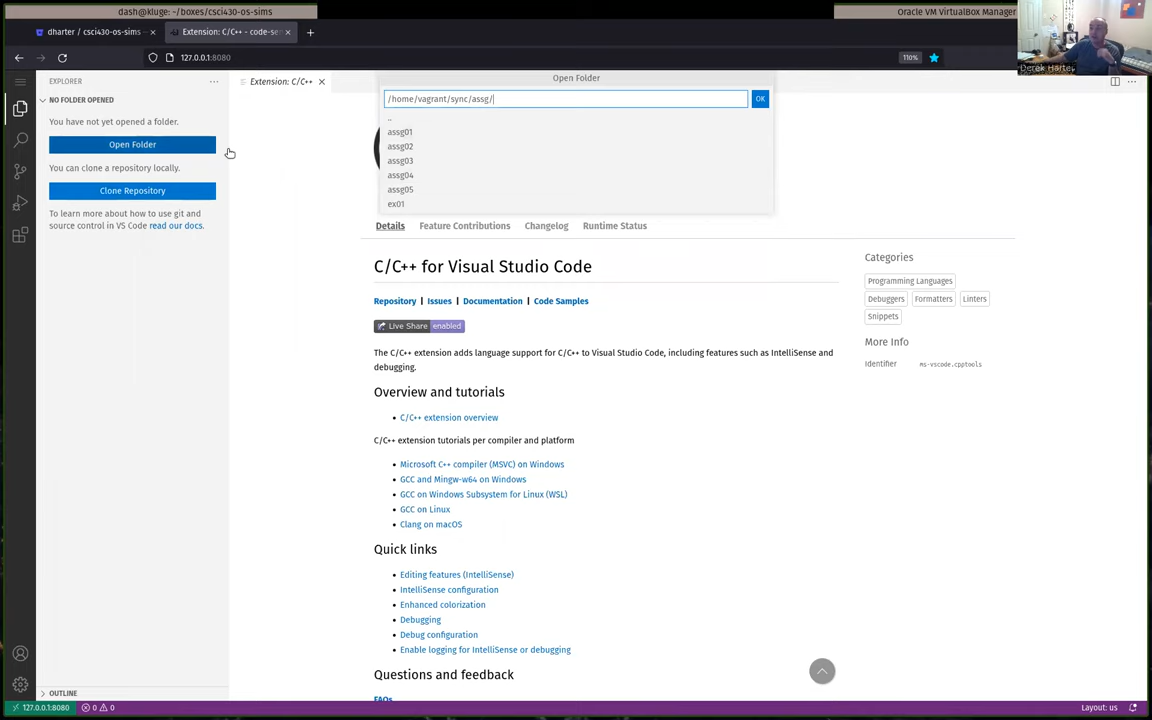 dash@kluge: ~/boxes/csci430-os-sims
Oracle VM VirtualBox Manager
dharter / csci430-os-sims —
Extension: C/C++ - code-se
127.0.0.1:8080
110%
Derek Harter
EXPLORER
Extension: C/C++
Open Folder
NO FOLDER OPENED
/home/vagrant/sync/assg/
OK
You have not yet opened a folder.
..
assg01
Open Folder
assg02
You can clone a repository locally.
assg03
assg04
Clone Repository
assg05
ex01
To learn more about how to use git and
source control in VS Code read our docs.
Details
Feature Contributions
Changelog
Runtime Status
C/C++ for Visual Studio Code
Repository | Issues | Documentation | Code Samples
Live Share enabled
The C/C++ extension adds language support for C/C++ to Visual Studio Code, including features such as IntelliSense and
debugging.
Overview and tutorials
• C/C++ extension overview
C/C++ extension tutorials per compiler and platform
• Microsoft C++ compiler (MSVC) on Windows
• GCC and Mingw-w64 on Windows
• GCC on Windows Subsystem for Linux (WSL)
• GCC on Linux
• Clang on macOS
Quick links
• Editing features (IntelliSense)
• IntelliSense configuration
• Enhanced colorization
• Debugging
• Debug configuration
• Enable logging for IntelliSense or debugging
Questions and feedback
FAQs
Categories
Programming Languages
Debuggers
Formatters
Linters
Snippets
More Info
Identifier
ms-vscode.cpptools
OUTLINE
127.0.0.1:8080
0
0
Layout: us